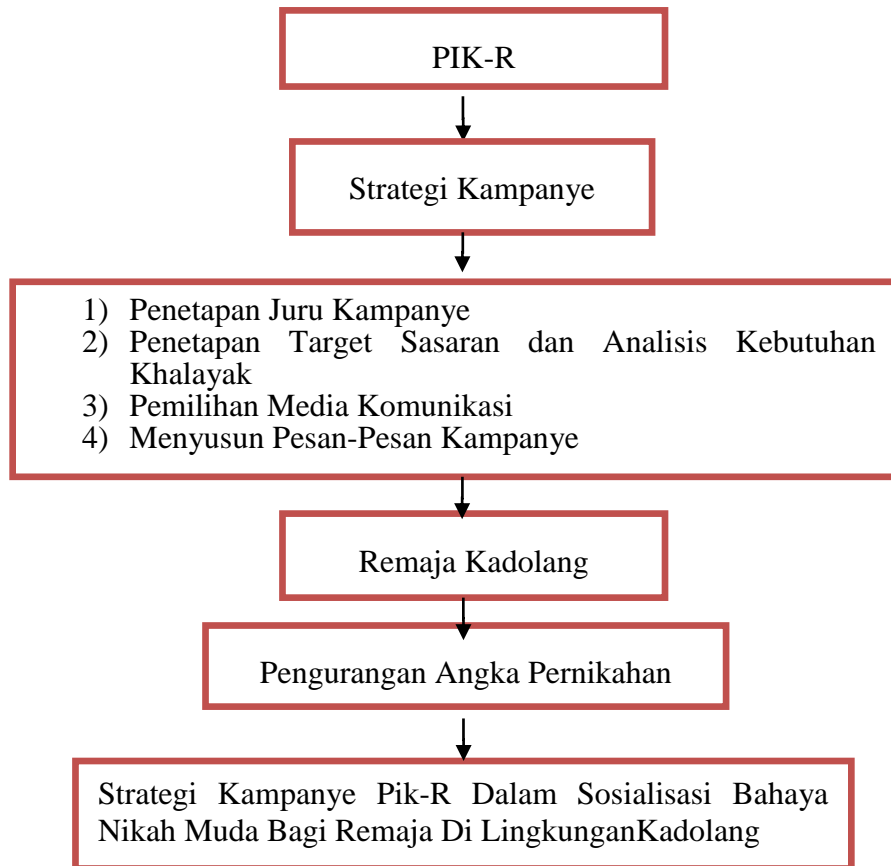 PIK-R
Strategi Kampanye
1) Penetapan Juru Kampanye
2) Penetapan Target Sasaran dan Analisis Kebutuhan
Khalayak
3) Pemilihan Media Komunikasi
4) Menyusun Pesan-Pesan Kampanye
Remaja Kadolang
Pengurangan Angka Pernikahan
Strategi Kampanye Pik-R Dalam Sosialisasi Bahaya
Nikah Muda Bagi Remaja Di LingkunganKadolang